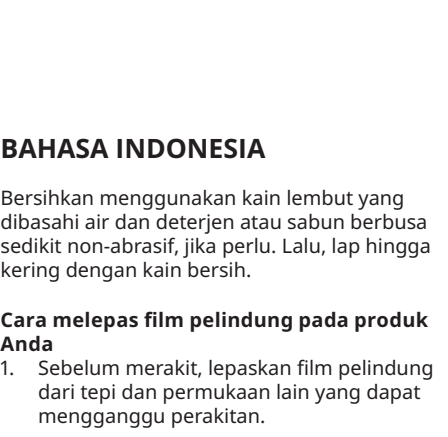 BAHASA INDONESIA
Bersihkan menggunakan kain lembut yang
dibasahi air dan deterjen atau sabun berbusa
sedikit non-abrasif, jika perlu. Lalu, lap hingga
kering dengan kain bersih.
Cara melepas film pelindung pada produk
Anda
1. Sebelum merakit, lepaskan film pelindung
dari tepi dan permukaan lain yang dapat
mengganggu perakitan.